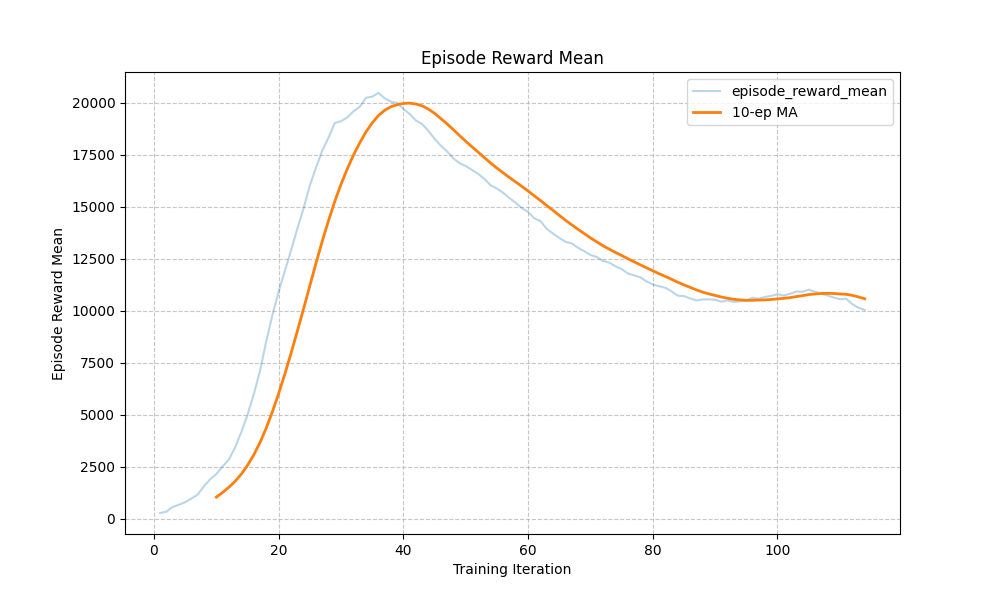 Episode Reward Mean
episode_reward_mean
10-ep MA
20000
17500
15000
12500
10000
7500
5000
2500
0
Episode Reward Mean
0 20 40 60 80 100
Training Iteration